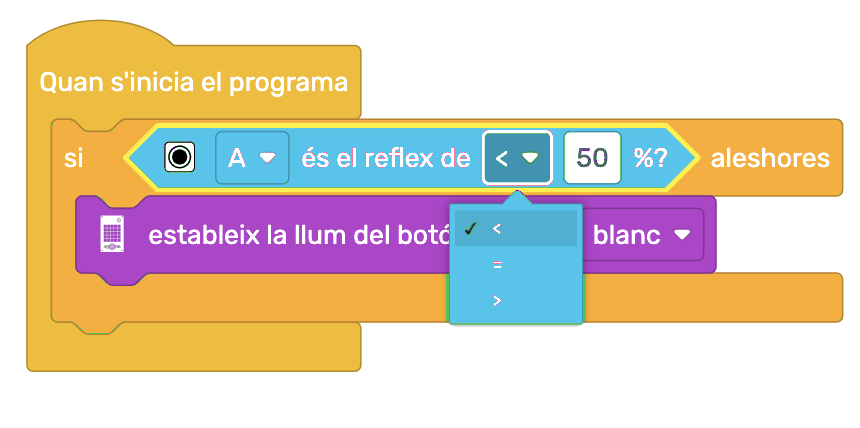 Quan s'inicia el programa
si A és el reflex de < 50 %? aleshores
estableix la llum del botó blanc
<
=
>